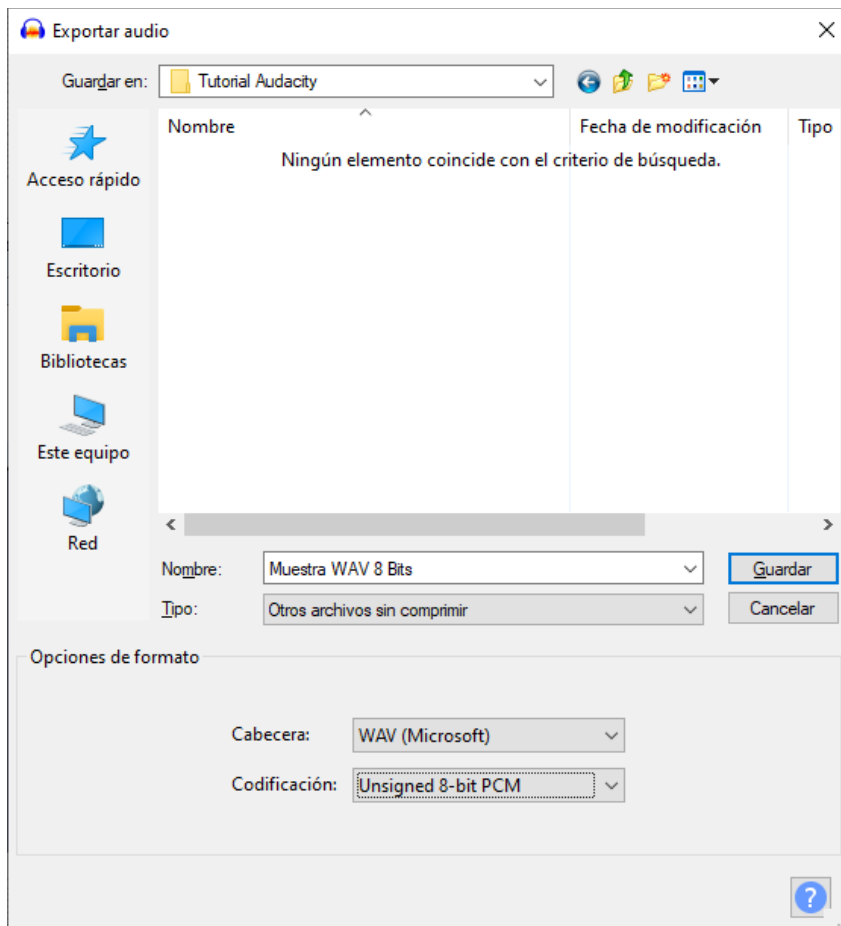 Exportar audio
Guardar en: Tutorial Audacity
Nombre Fecha de modificación Tipo
Ningún elemento coincide con el criterio de búsqueda.
Acceso rápido
Escritorio
Bibliotecas
Este equipo
Red
Nombre: Muestra WAV 8 Bits Guardar
Tipo: Otros archivos sin comprimir Cancelar
Opciones de formato
Cabecera: WAV (Microsoft)
Codificación: Unsigned 8-bit PCM
?